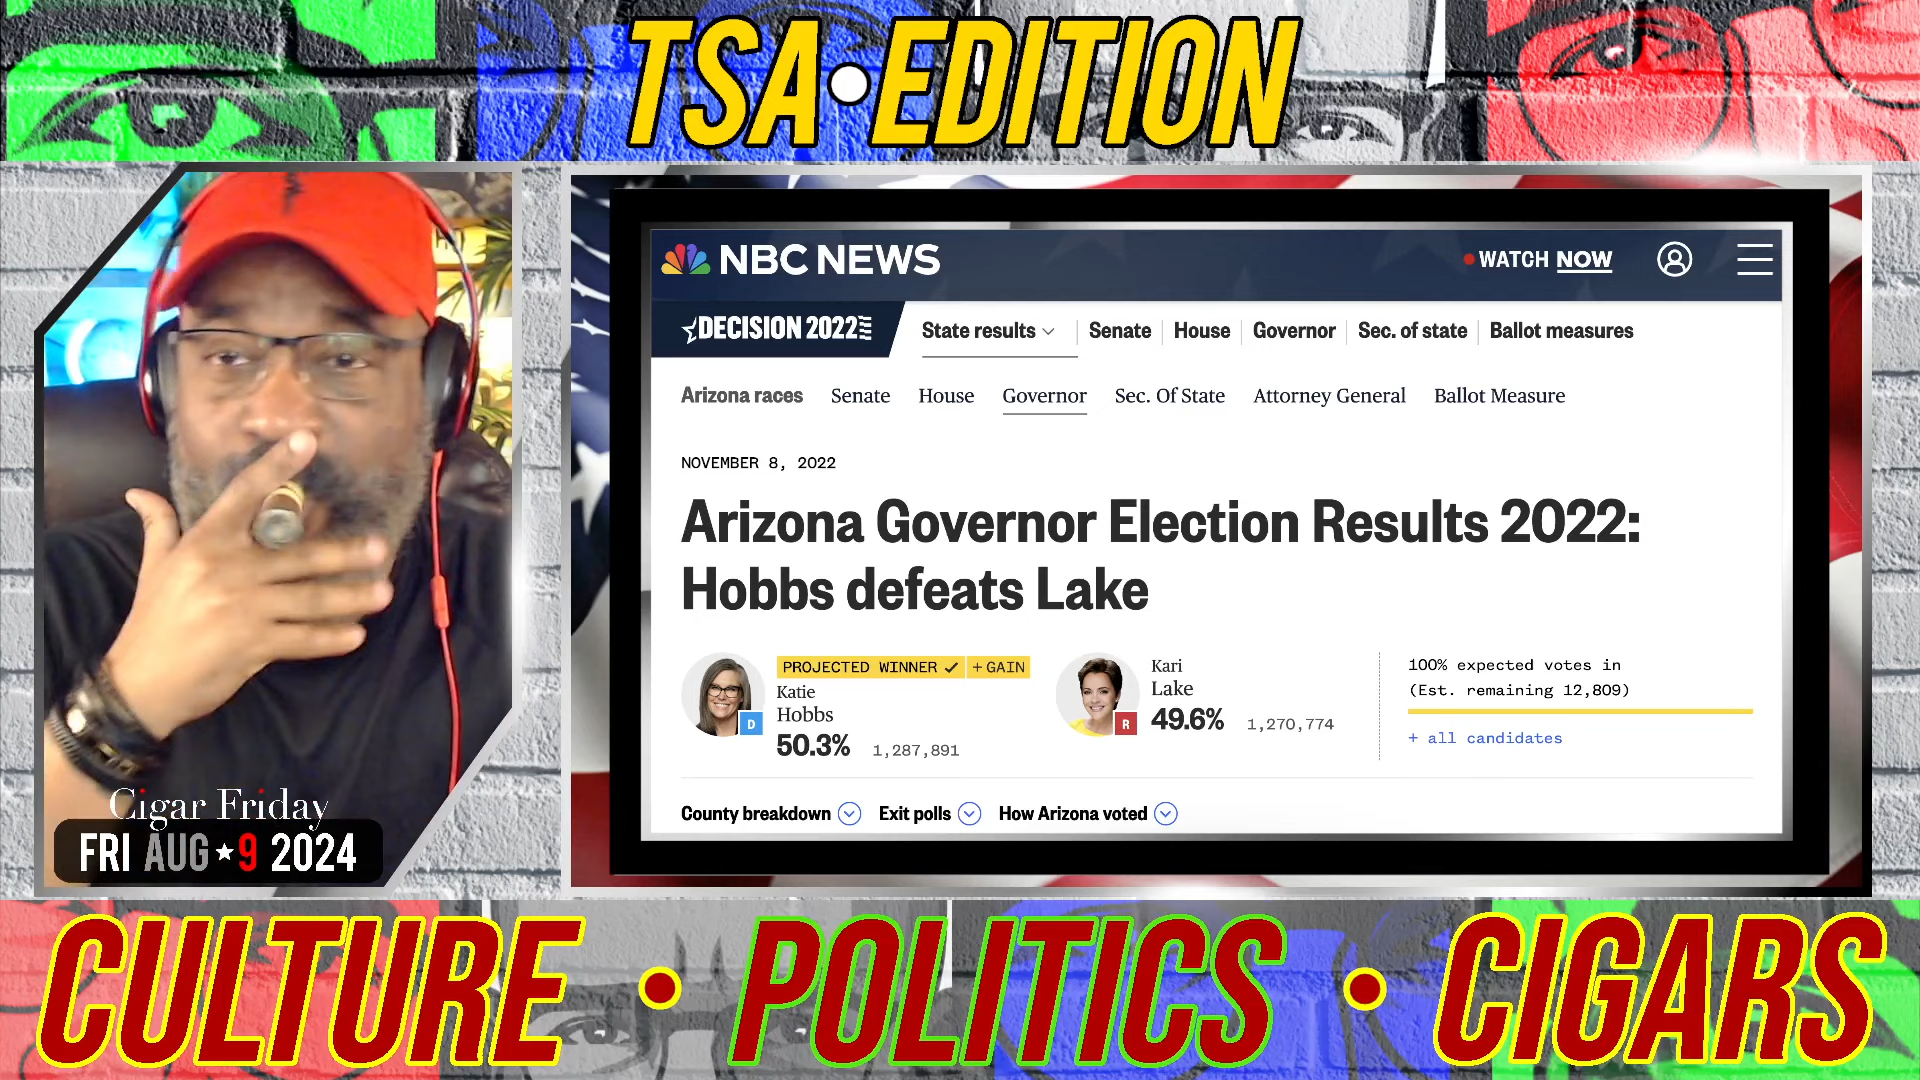 TSA•EDITION
NBC NEWS
WATCH NOW
DECISION 2022
State results
Senate
House
Governor
Sec. of state
Ballot measures
Arizona races
Senate
House
Governor
Sec. Of State
Attorney General
Ballot Measure
NOVEMBER 8, 2022
Arizona Governor Election Results 2022:
Hobbs defeats Lake
PROJECTED WINNER ✓ + GAIN
Katie
Hobbs
D
50.3% 1,287,891
Kari
Lake
R
49.6% 1,270,774
100% expected votes in
(Est. remaining 12,809)
+ all candidates
County breakdown
Exit polls
How Arizona voted
Cigar Friday
FRI AUG★9 2024
CULTURE • POLITICS • CIGARS